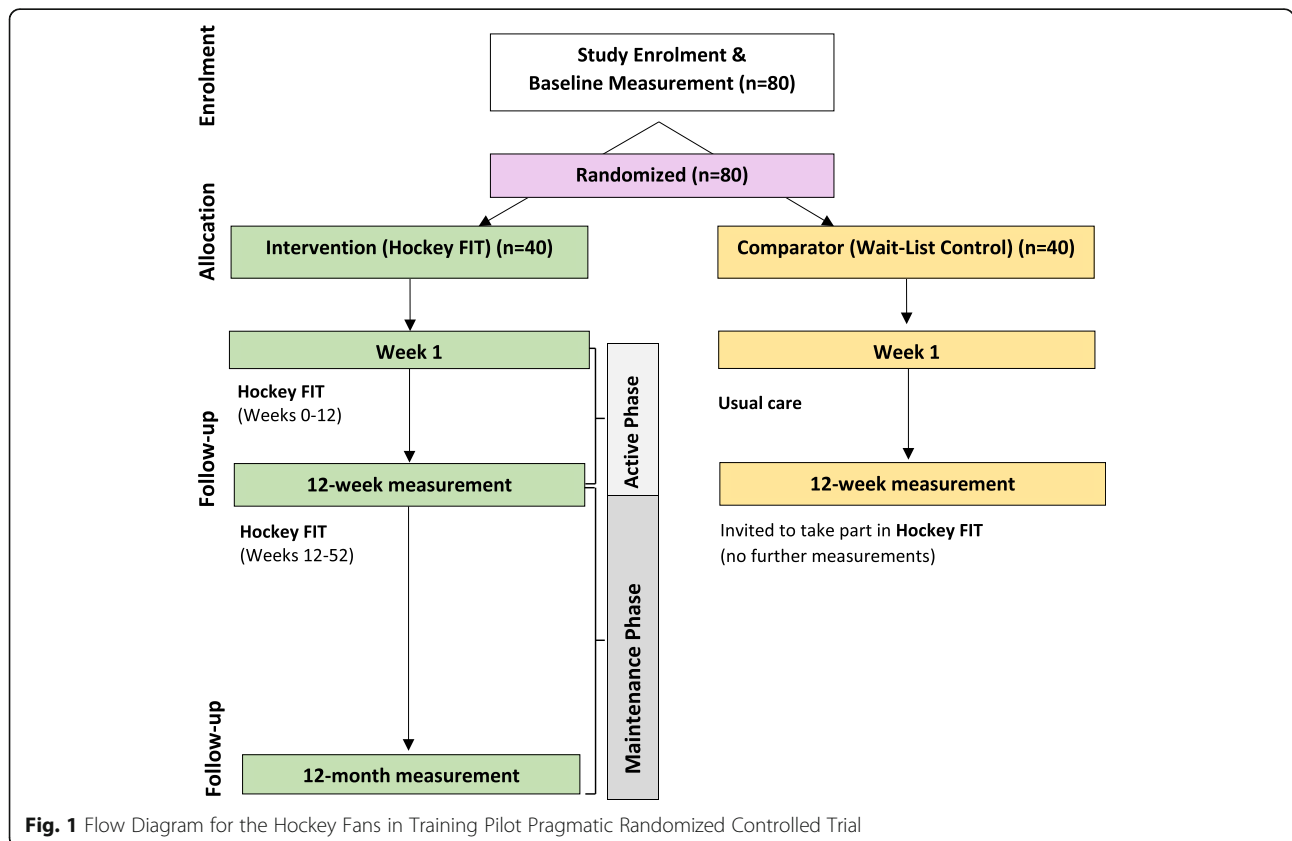 Enrolment
Study Enrolment &
Baseline Measurement (n=80)
Randomized (n=80)
Allocation
Intervention (Hockey FIT) (n=40)
Comparator (Wait-List Control) (n=40)
Week 1
Week 1
Hockey FIT
(Weeks 0-12)
Active Phase
Usual care
Follow-up
12-week measurement
12-week measurement
Hockey FIT
(Weeks 12-52)
Invited to take part in Hockey FIT
(no further measurements)
Maintenance Phase
Follow-up
12-month measurement
Fig. 1 Flow Diagram for the Hockey Fans in Training Pilot Pragmatic Randomized Controlled Trial